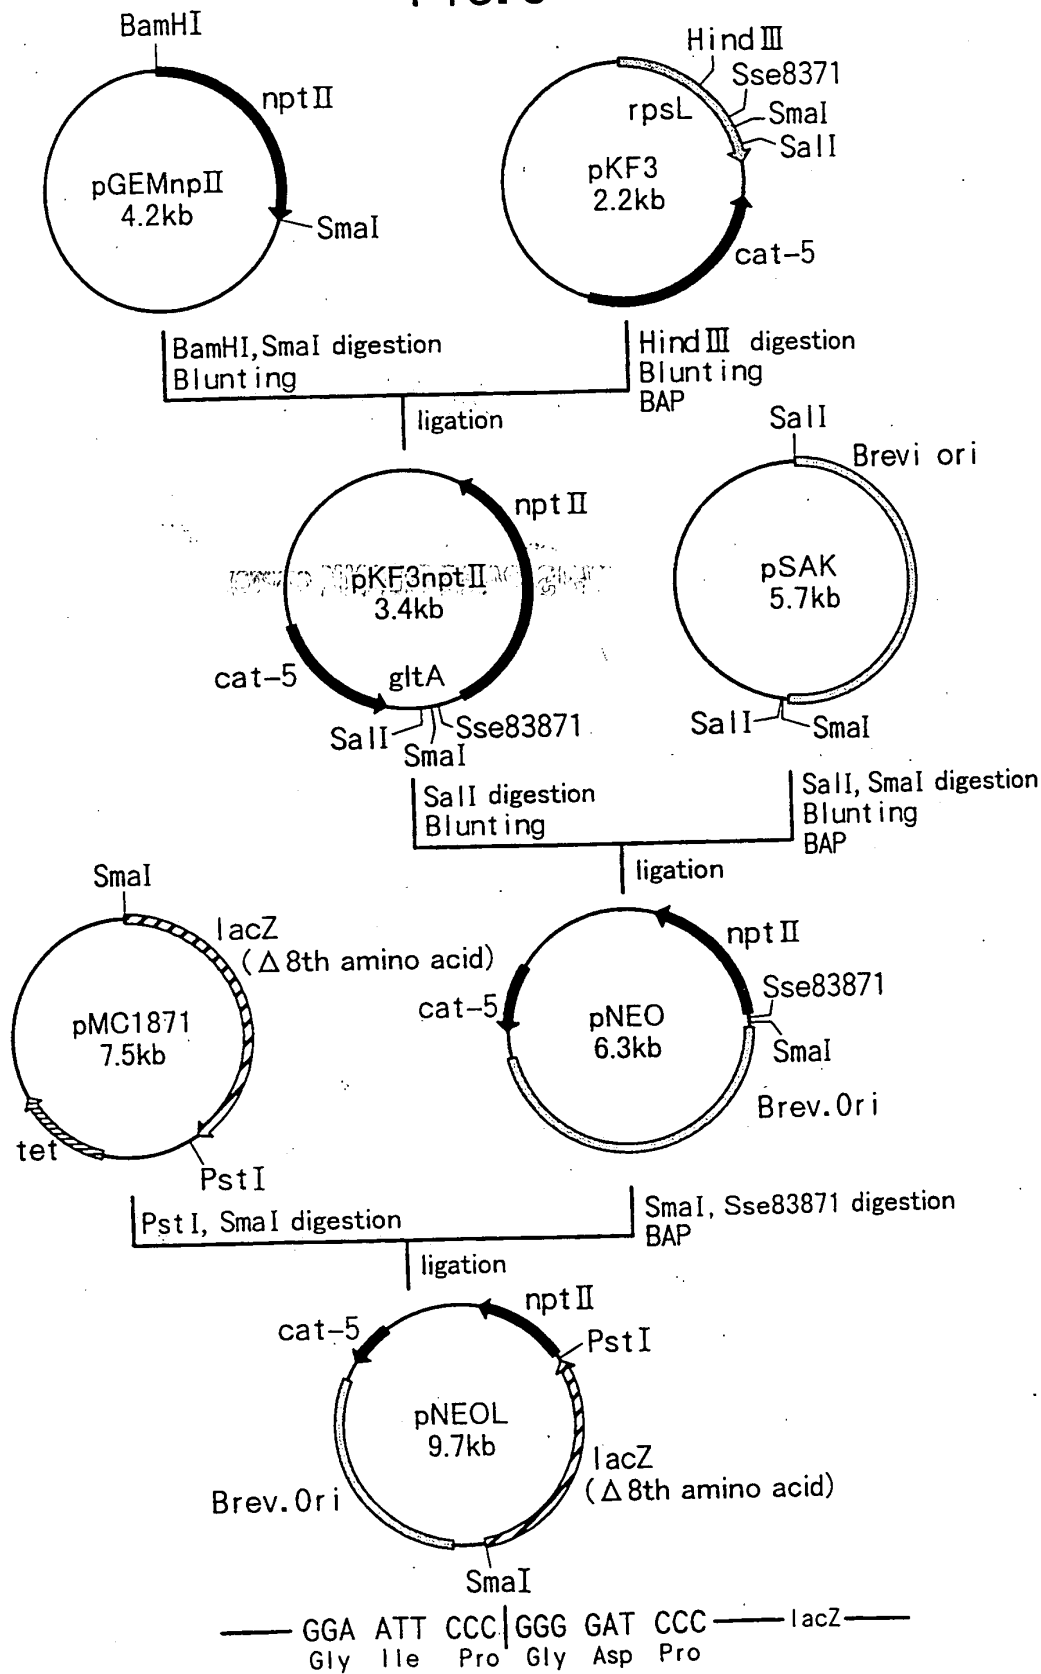 BamHI
nptⅡ
pGEMnpⅡ
4.2kb
SmaI
HindⅢ
Sse8371
rpsL
SmaI
SalI
pKF3
2.2kb
cat-5
BamHI, SmaI digestion
Blunting
HindⅢ digestion
Blunting
BAP
ligation
SalI
Brevi ori
nptⅡ
pKF3nptⅡ
3.4kb
pSAK
5.7kb
cat-5
gltA
SalI
SmaI
Sse83871
SalI
SmaI
SalI digestion
Blunting
SalI, SmaI digestion
Blunting
BAP
ligation
SmaI
lacZ
(Δ8th amino acid)
pMC1871
7.5kb
tet
PstI
nptⅡ
cat-5
Sse83871
pNEO
6.3kb
SmaI
Brev.Ori
PstI, SmaI digestion
SmaI, Sse83871 digestion
BAP
ligation
nptⅡ
cat-5
PstI
pNEOL
9.7kb
lacZ
(Δ8th amino acid)
Brev.Ori
SmaI
GGA ATT CCC|GGG GAT CCC lacZ
Gly Ile Pro Gly Asp Pro